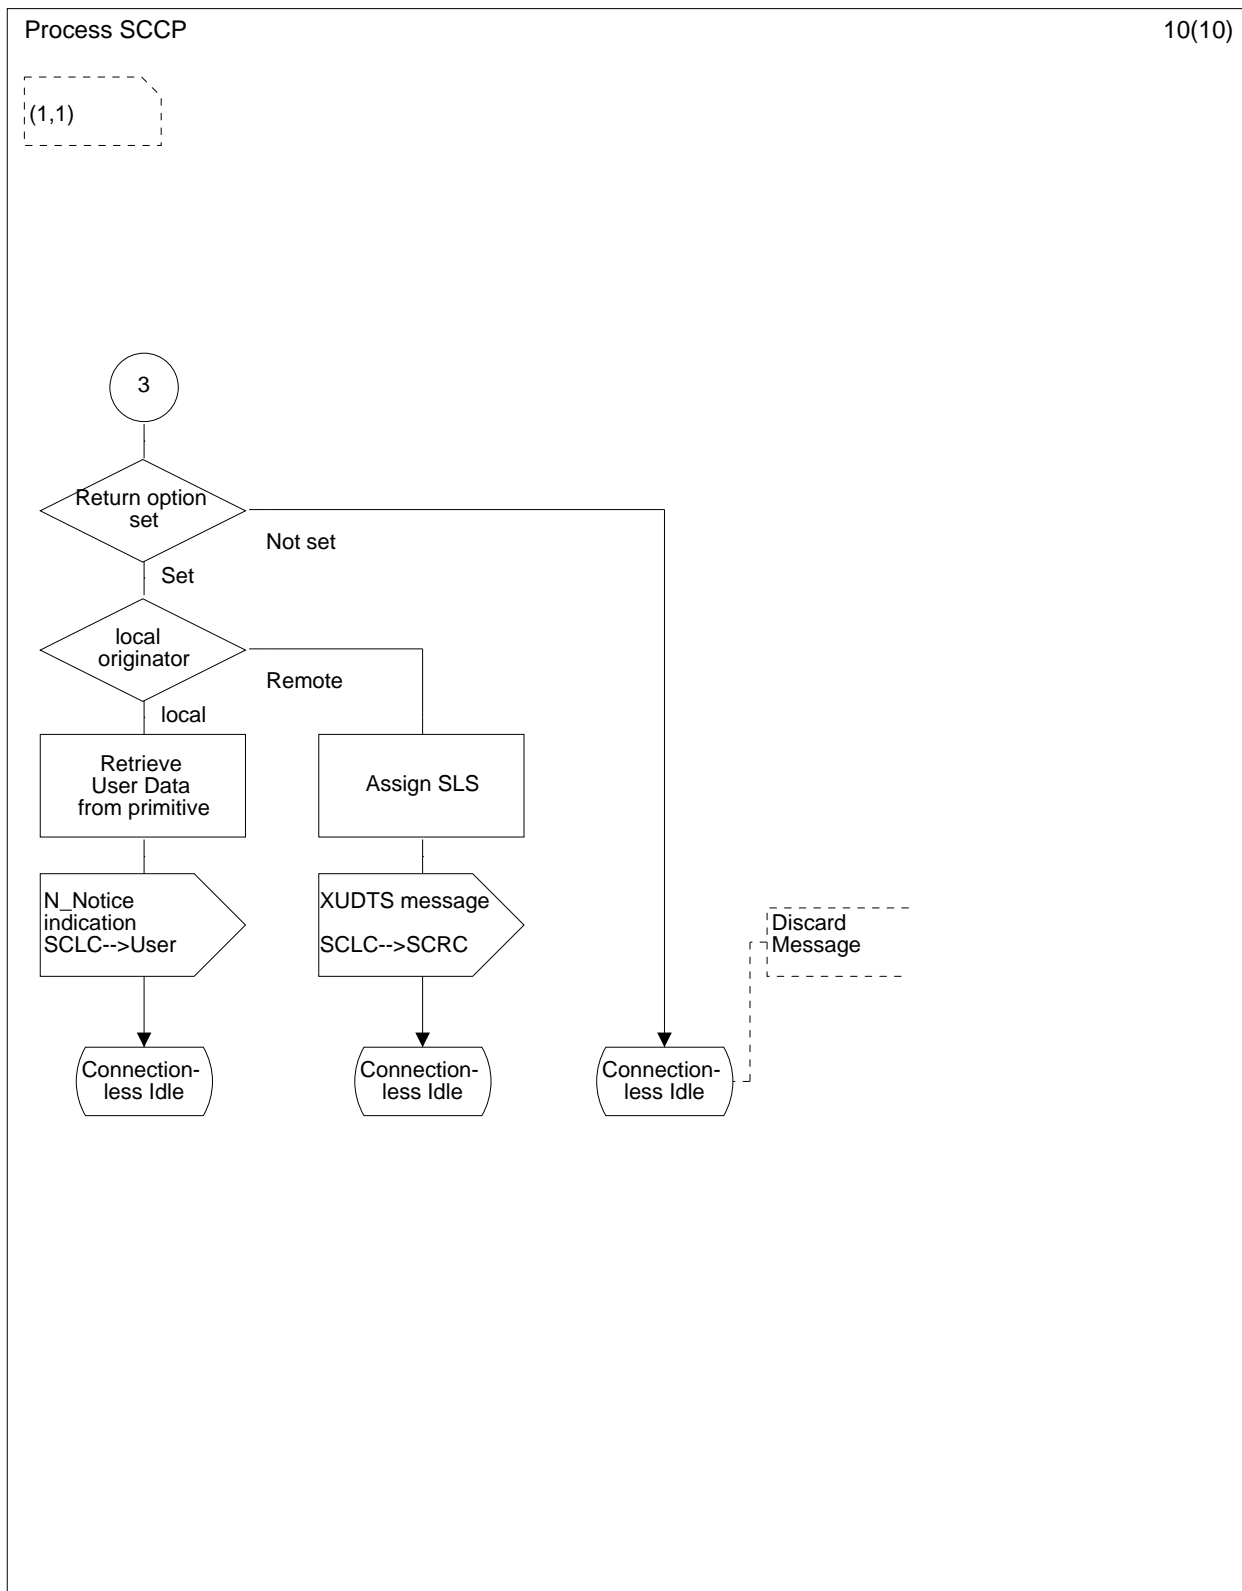 Process SCCP
10(10)
(1,1)
3
Return option
set
Not set
Set
local
originator
Remote
local
Retrieve
User Data
from primitive
Assign SLS
N_Notice
indication
SCLC-->User
XUDTS message
SCLC-->SCRC
Discard
Message
Connection-
less Idle
Connection-
less Idle
Connection-
less Idle